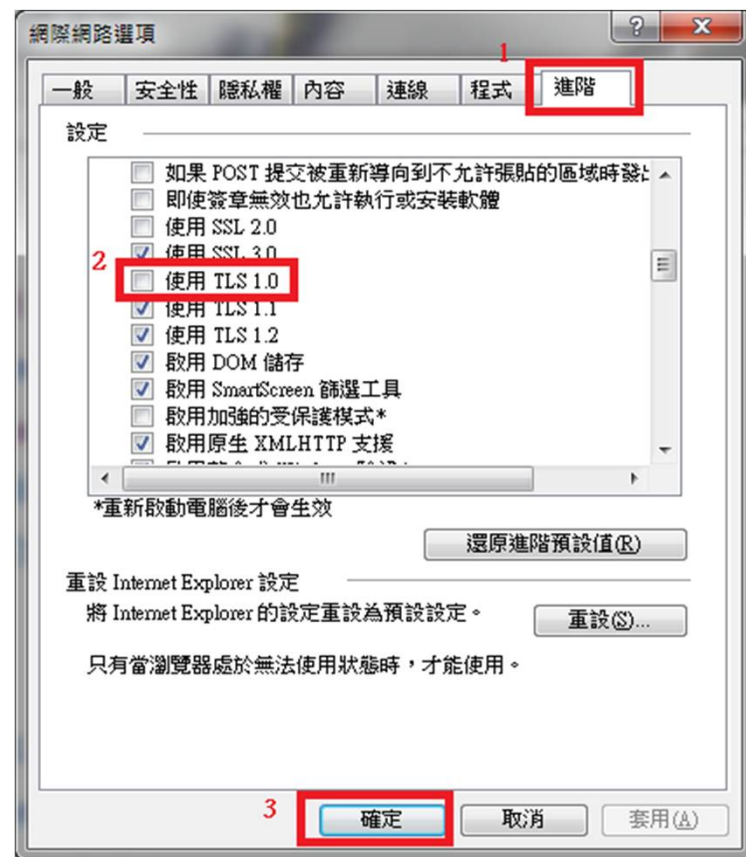 網際網路選項
1
一般 安全性 隱私權 內容 連線 程式 進階
設定
如果 POST 提交被重新導向到不允許張貼的區域時發出
即使簽章無效也允許執行或安裝軟體
使用 SSL 2.0
使用 SSL 3.0
2
使用 TLS 1.0
使用 TLS 1.1
使用 TLS 1.2
啟用 DOM 儲存
啟用 SmartScreen 篩選工具
啟用加強的受保護模式*
啟用原生 XMLHTTP 支援
*重新啟動電腦後才會生效
還原進階預設值(R)
重設 Internet Explorer 設定
將 Internet Explorer 的設定重設為預設設定。
重設(S)...
只有當瀏覽器處於無法使用狀態時，才能使用。
3
確定 取消 套用(A)